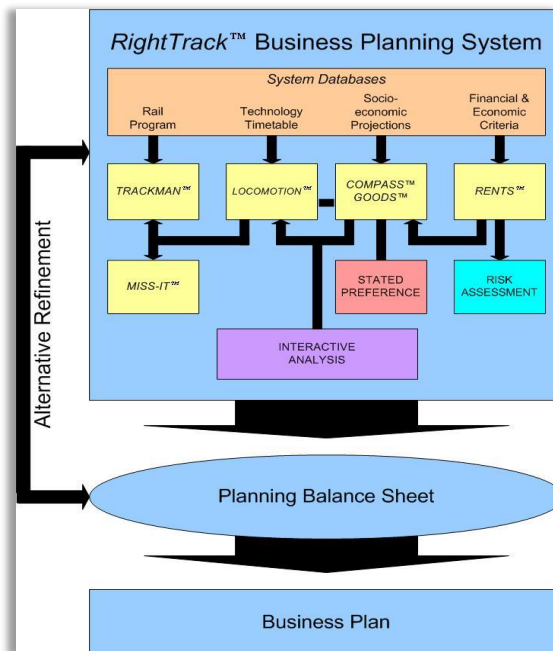 RightTrack™ Business Planning System
System Databases
Rail
Program
Technology
Timetable
Socio-
economic
Projections
Financial &
Economic
Criteria
TRACKMAN™
LOCOMOTION™
COMPASS™
GOODS™
RENTS™
MISS-IT™
STATED
PREFERENCE
RISK
ASSESSMENT
INTERACTIVE
ANALYSIS
Alternative Refinement
Planning Balance Sheet
Business Plan